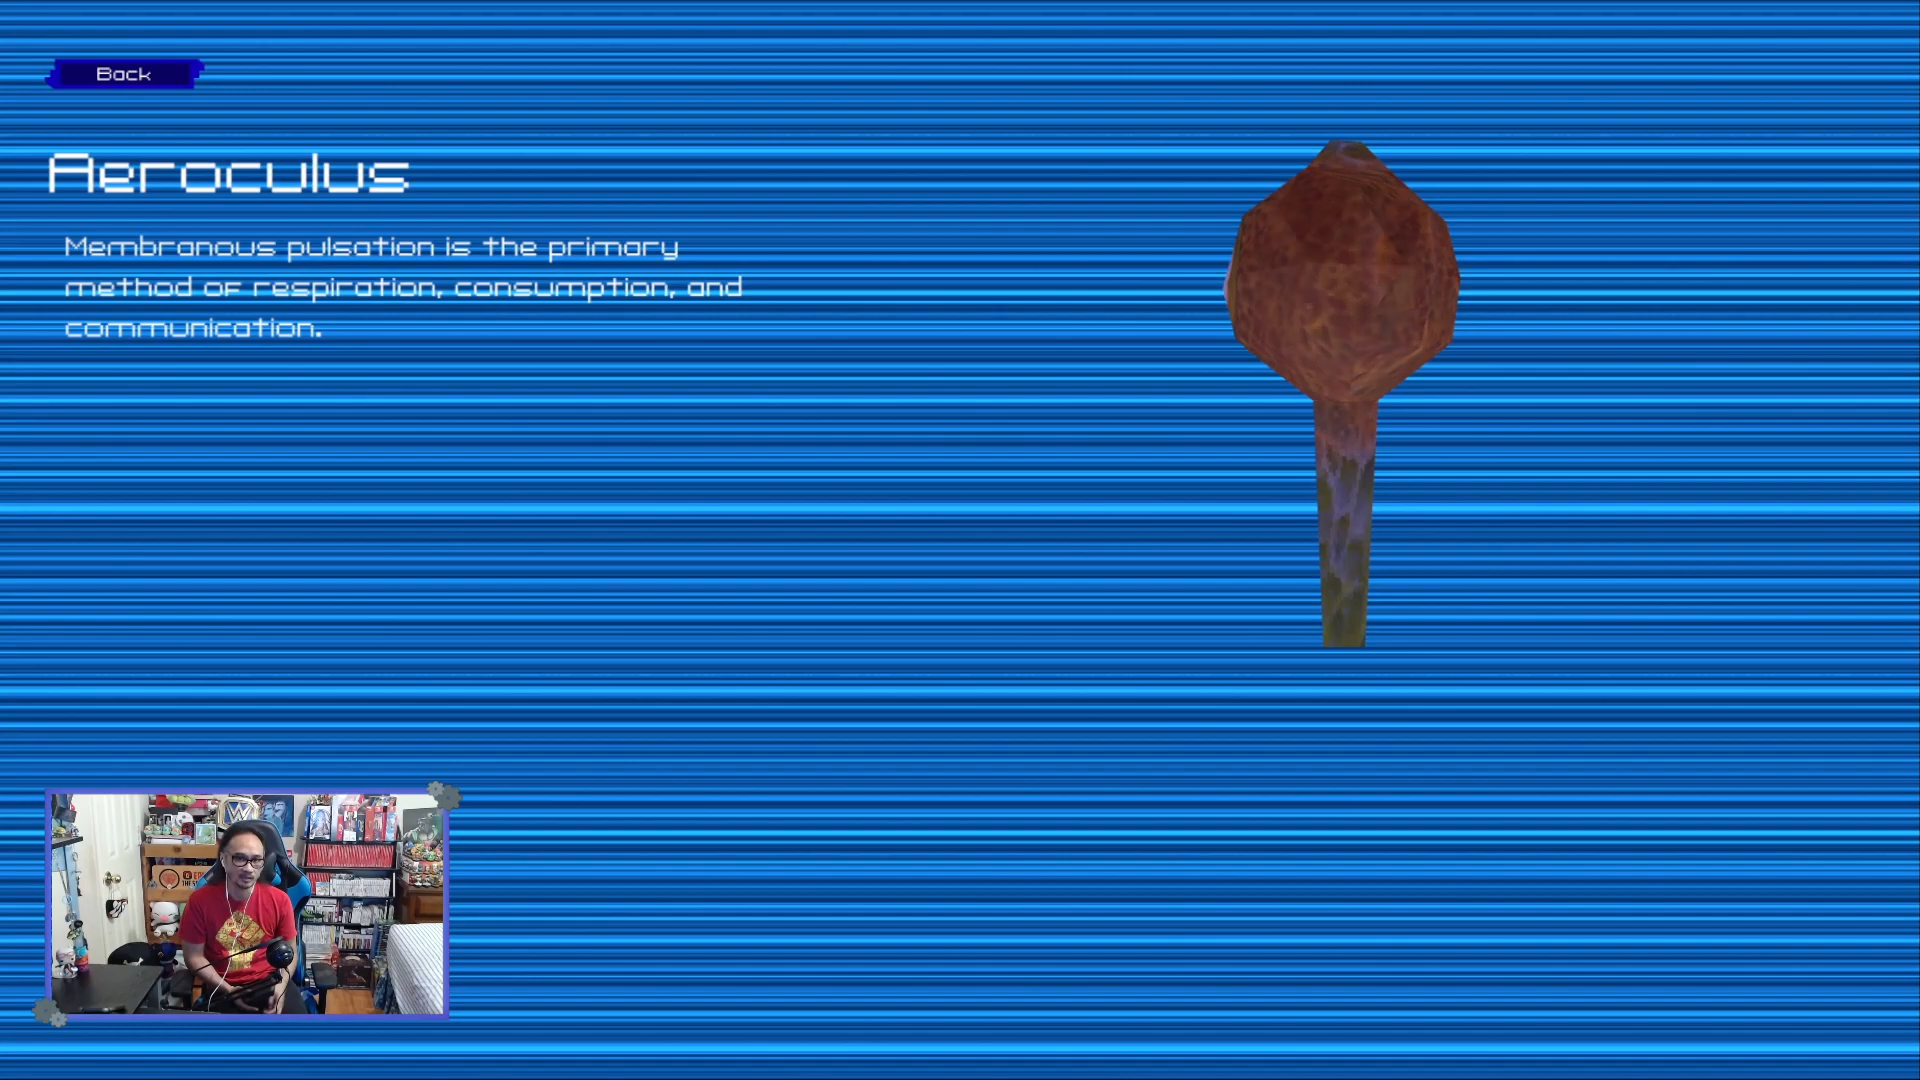 Back
Aeroculus
Membranous pulsation is the primary
method of respiration, consumption, and
communication.